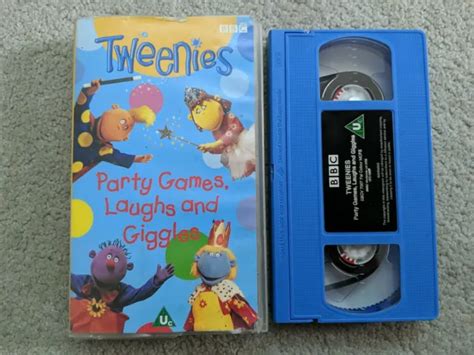 BBC
Tweenies
Party Games,
Laughs and
Giggles
U
U
BBC
TWEENIES
Party Games, Laughs and Giggles